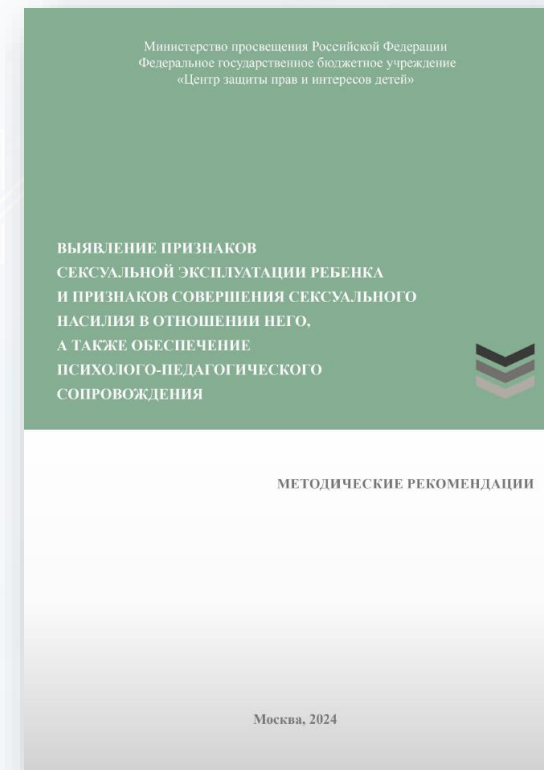 Министерство просвещения Российской Федерации
Федеральное государственное бюджетное учреждение
«Центр защиты прав и интересов детей»
ВЫЯВЛЕНИЕ ПРИЗНАКОВ
СЕКСУАЛЬНОЙ ЭКСПЛУАТАЦИИ РЕБЕНКА
И ПРИЗНАКОВ СОВЕРШЕНИЯ СЕКСУАЛЬНОГО
НАСИЛИЯ В ОТНОШЕНИИ НЕГО,
А ТАКЖЕ ОБЕСПЕЧЕНИЕ
ПСИХОЛОГО-ПЕДАГОГИЧЕСКОГО
СОПРОВОЖДЕНИЯ
МЕТОДИЧЕСКИЕ РЕКОМЕНДАЦИИ
Москва, 2024